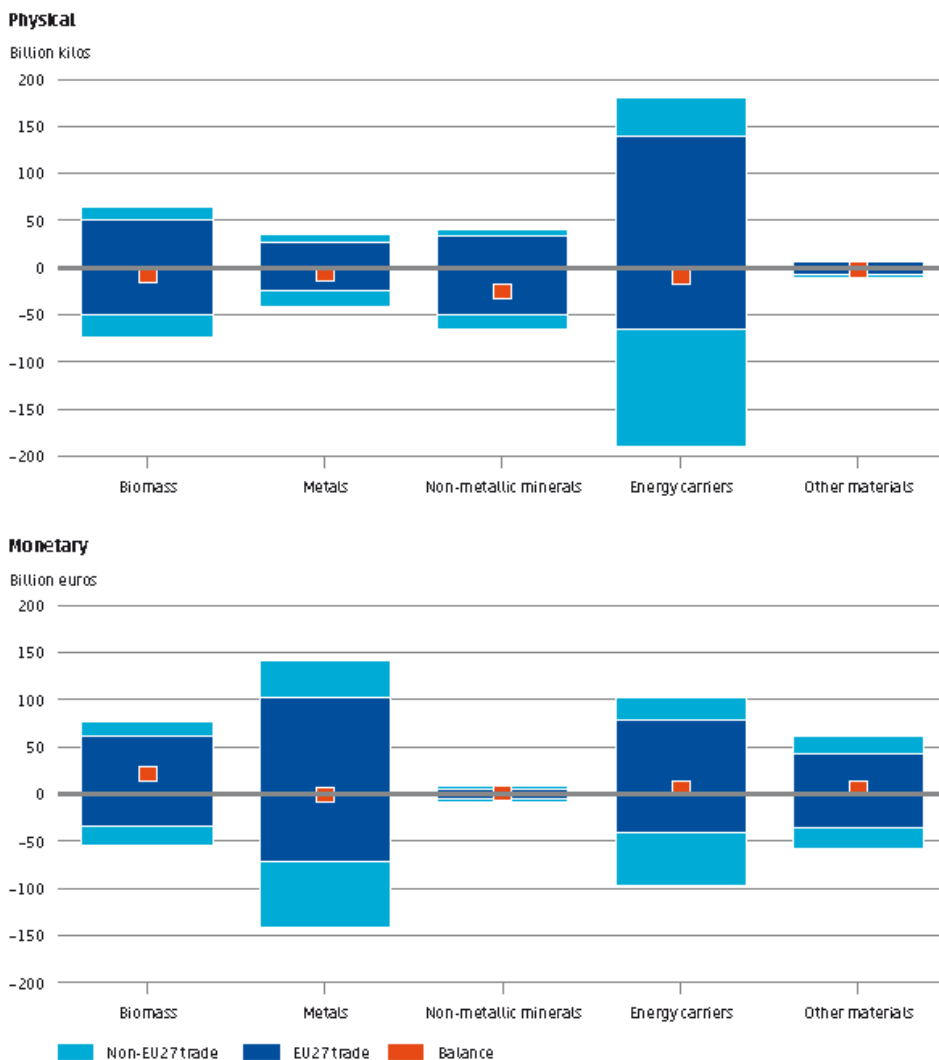 Physical
Billion kilos
200
150
100
50
0
-50
-100
-150
-200
Biomass Metals Non-metallic minerals Energy carriers Other materials
Monetary
Billion euros
200
150
100
50
0
-50
-100
-150
-200
Biomass Metals Non-metallic minerals Energy carriers Other materials
Non-EU27 trade EU27 trade Balance